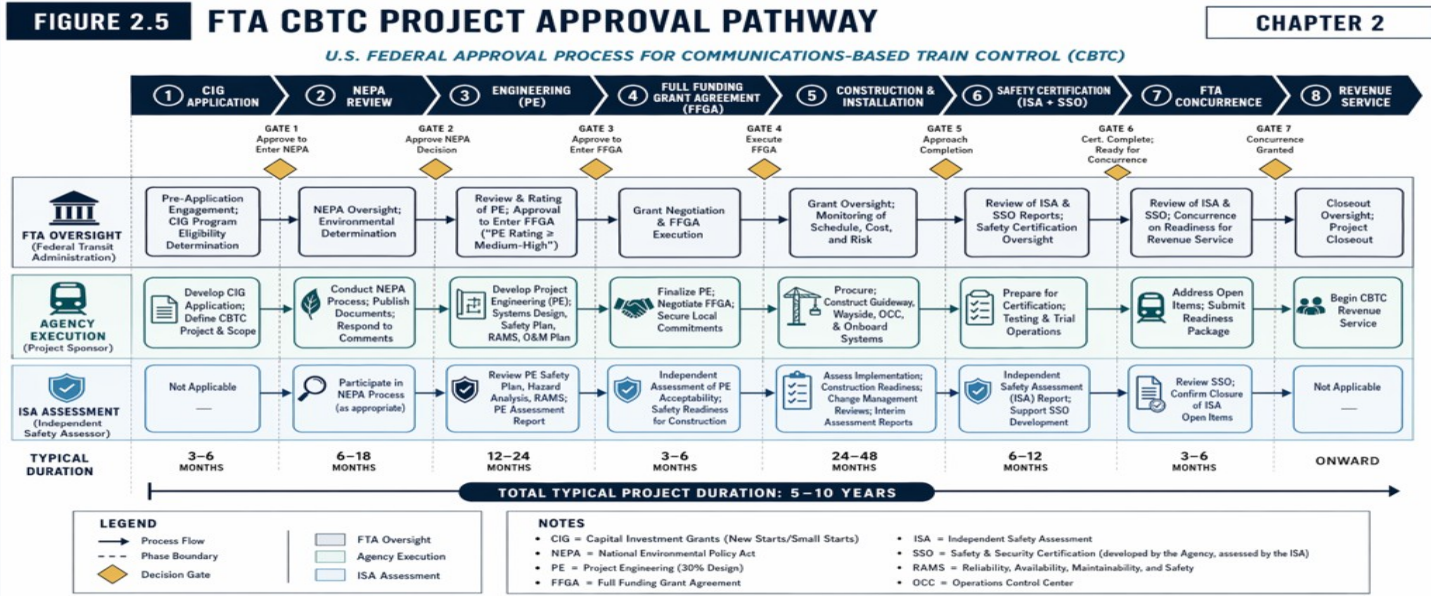 FIGURE 2.5
FTA CBTC PROJECT APPROVAL PATHWAY
CHAPTER 2
U.S. FEDERAL APPROVAL PROCESS FOR COMMUNICATIONS-BASED TRAIN CONTROL (CBTC)
1
CIG
APPLICATION
2
NEPA
REVIEW
3
ENGINEERING
(PE)
4
FULL FUNDING
GRANT AGREEMENT
(FFGA)
5
CONSTRUCTION &
INSTALLATION
6
SAFETY CERTIFICATION
(ISA + SSO)
7
FTA
CONCURRENCE
8
REVENUE
SERVICE
GATE 1
Approve to
Enter NEPA
GATE 2
Approve NEPA
Decision
GATE 3
Approve to
Enter FFGA
GATE 4
Execute
FFGA
GATE 5
Approach
Completion
GATE 6
Cert. Complete;
Ready for
Concurrence
GATE 7
Concurrence
Granted
FTA OVERSIGHT
(Federal Transit
Administration)
Pre-Application
Engagement;
CIG Program
Eligibility
Determination
NEPA Oversight;
Environmental
Determination
Review & Rating
of PE; Approval
to Enter FFGA
("PE Rating ≥
Medium-High")
Grant Negotiation
& FFGA
Execution
Grant Oversight;
Monitoring of
Schedule, Cost,
and Risk
Review of ISA &
SSO Reports;
Safety Certification
Oversight
Review of ISA &
SSO; Concurrence
on Readiness for
Revenue Service
Closeout
Oversight;
Project
Closeout
AGENCY
EXECUTION
(Project Sponsor)
Develop CIG
Application;
Define CBTC
Project & Scope
Conduct NEPA
Process; Publish
Documents;
Respond to
Comments
Develop Project
Engineering (PE);
Systems Design,
Safety Plan,
RAMS, O&M Plan
Finalize PE;
Negotiate FFGA;
Secure Local
Commitments
Procure;
Construct Guideway,
Wayside, OCC,
& Onboard
Systems
Prepare for
Certification;
Testing & Trial
Operations
Address Open
Items; Submit
Readiness
Package
Begin CBTC
Revenue
Service
ISA ASSESSMENT
(Independent
Safety Assessor)
Not Applicable
—
Participate in
NEPA Process
(as appropriate)
Review PE Safety
Plan, Hazard
Analysis, RAMS;
PE Assessment
Report
Independent
Assessment of PE
Acceptability;
Safety Readiness
for Construction
Assess Implementation;
Construction Readiness;
Change Management
Reviews; Interim
Assessment Reports
Independent
Safety Assessment
(ISA) Report;
Support SSO
Development
Review SSO;
Confirm Closure
of ISA
Open Items
Not Applicable
—
TYPICAL
DURATION
3–6
MONTHS
6–18
MONTHS
12–24
MONTHS
3–6
MONTHS
24–48
MONTHS
6–12
MONTHS
3–6
MONTHS
ONWARD
TOTAL TYPICAL PROJECT DURATION: 5–10 YEARS
LEGEND
Process Flow
Phase Boundary
Decision Gate
FTA Oversight
Agency Execution
ISA Assessment
NOTES
• CIG = Capital Investment Grants (New Starts/Small Starts)
• NEPA = National Environmental Policy Act
• PE = Project Engineering (30% Design)
• FFGA = Full Funding Grant Agreement
• ISA = Independent Safety Assessment
• SSO = Safety & Security Certification (developed by the Agency, assessed by the ISA)
• RAMS = Reliability, Availability, Maintainability, and Safety
• OCC = Operations Control Center